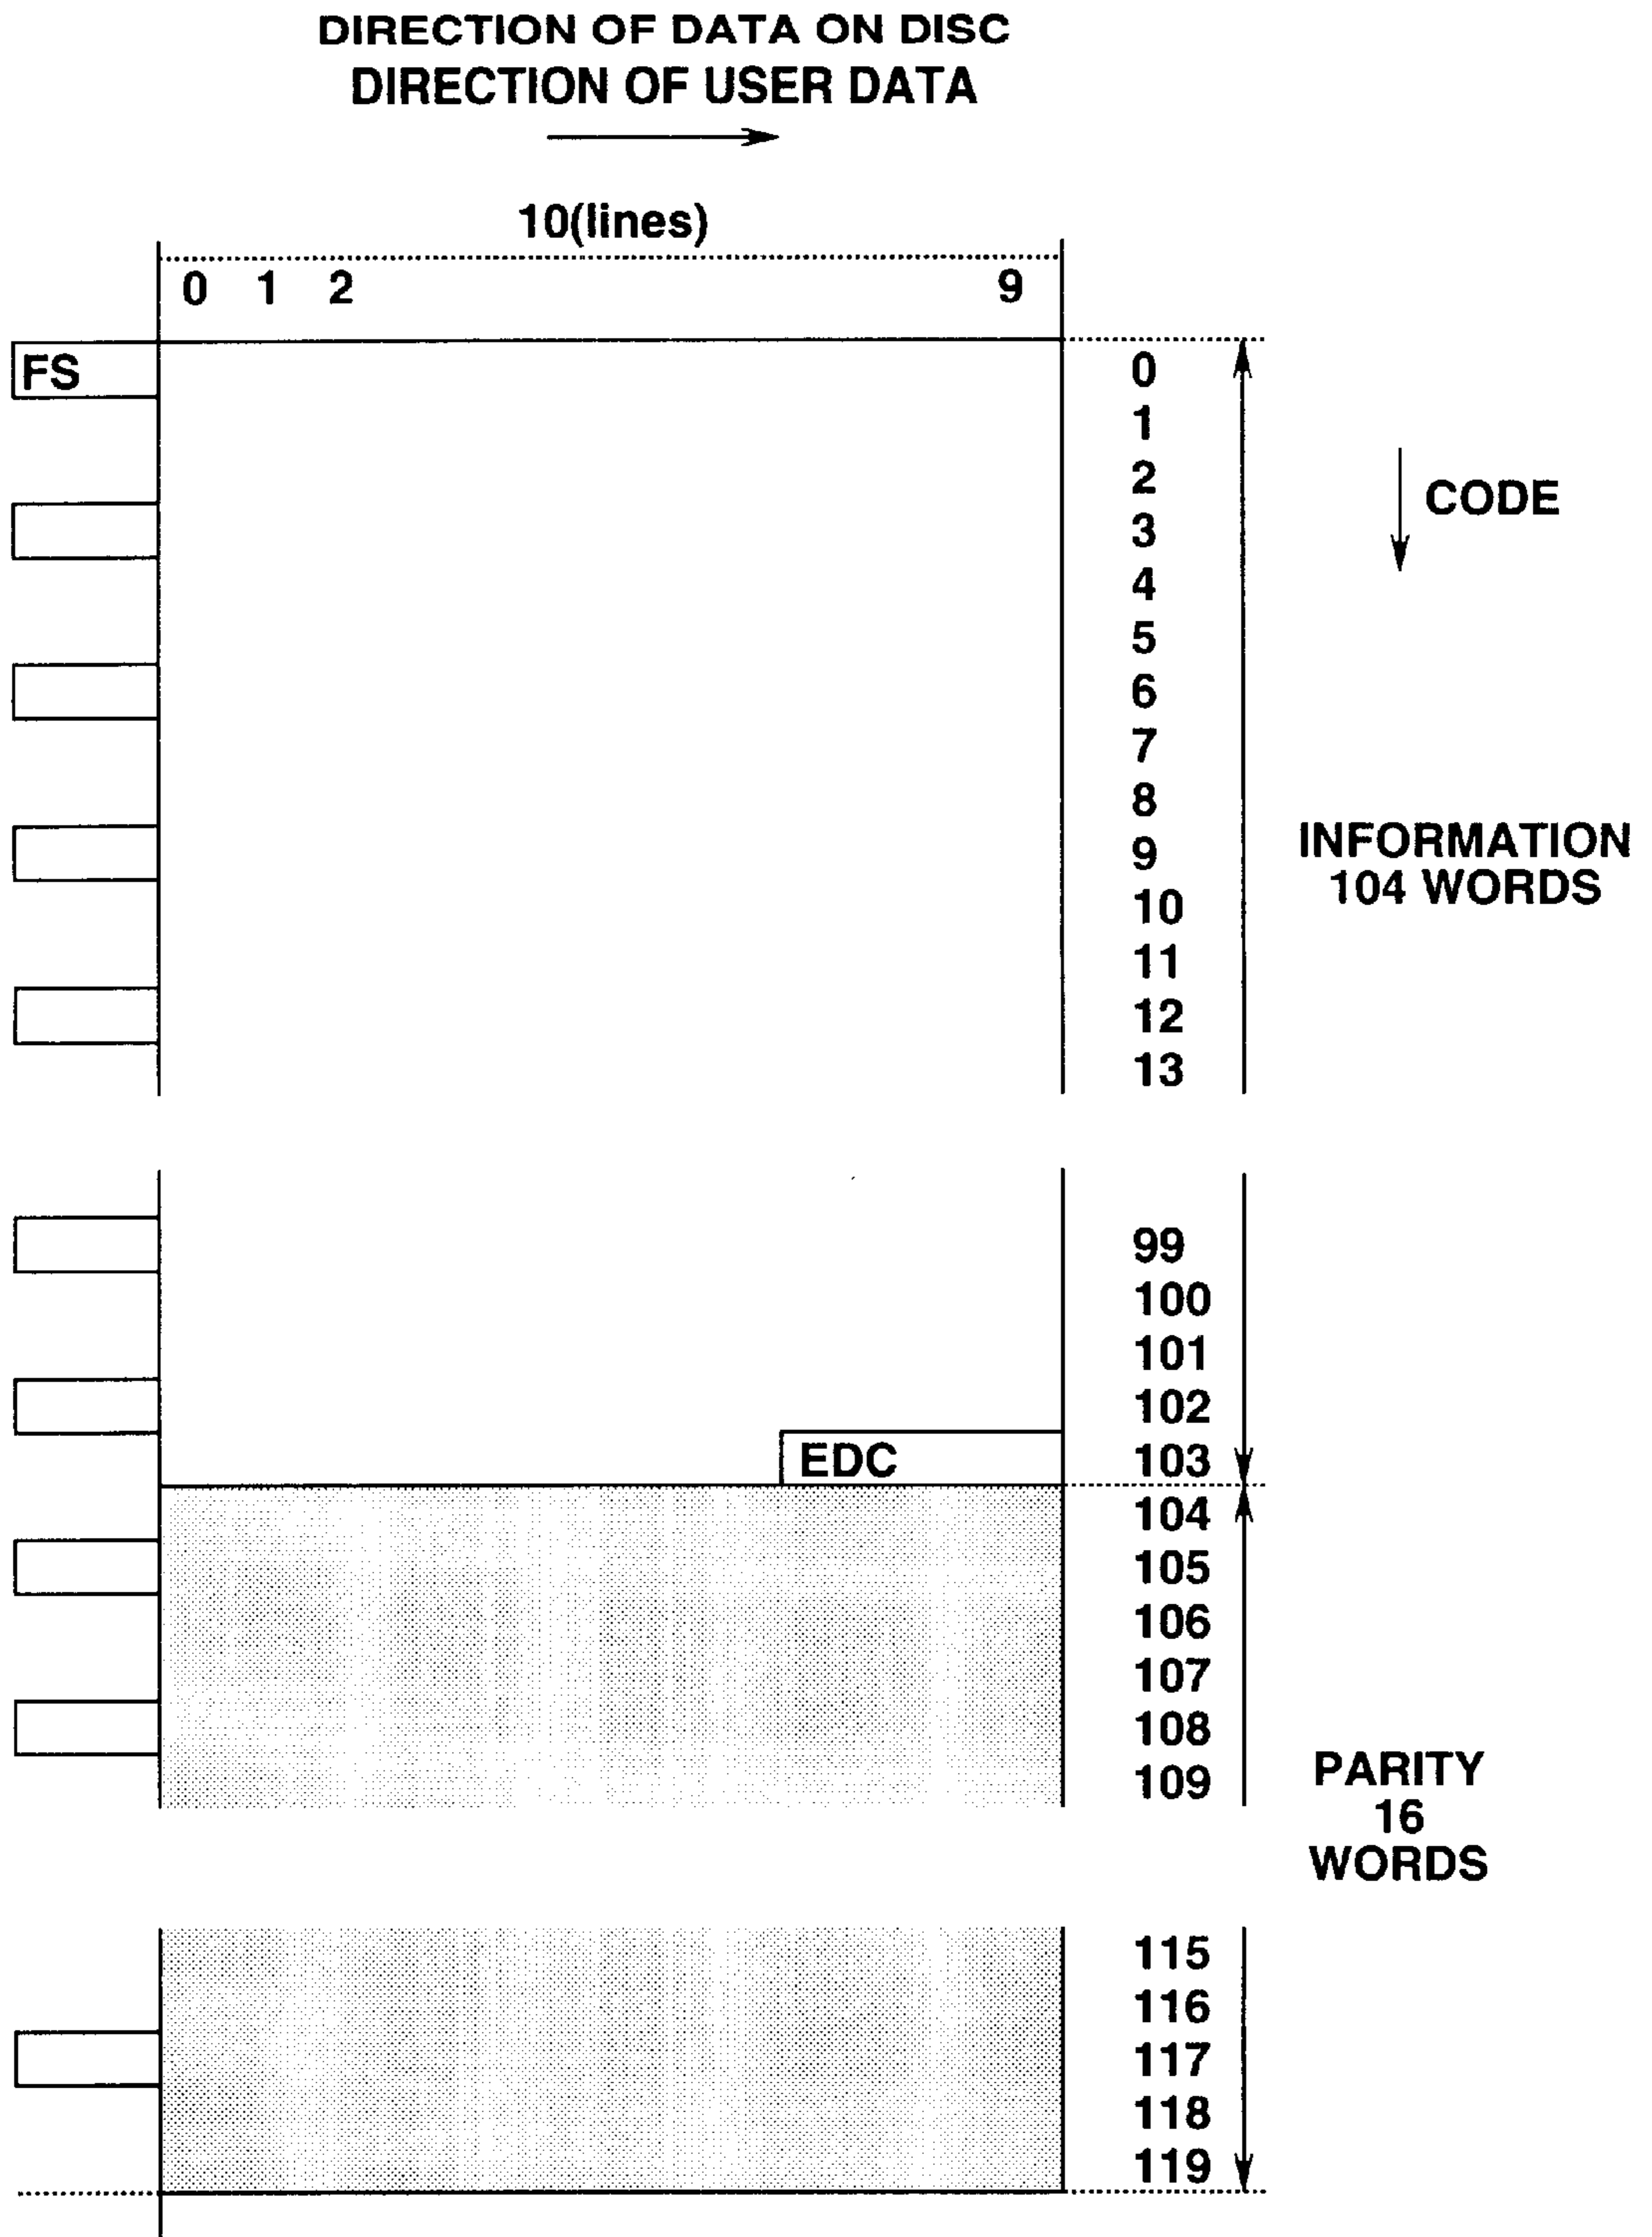 DIRECTION OF DATA ON DISC
DIRECTION OF USER DATA
10(lines)
0 1 2 9
FS 0
1
2
CODE
3
4
5
6
7
8
INFORMATION
9
104 WORDS
10
11
12
13
99
100
101
102
EDC 103
104
105
106
107
108
PARITY
109
16
WORDS
115
116
117
118
119